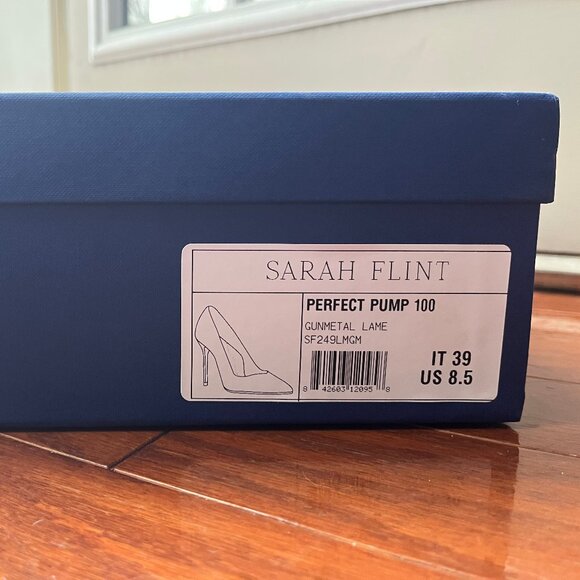 SARAH FLINT
PERFECT PUMP 100
GUNMETAL LAME
SF249LMGM
IT 39
US 8.5
8 42603 12095 8